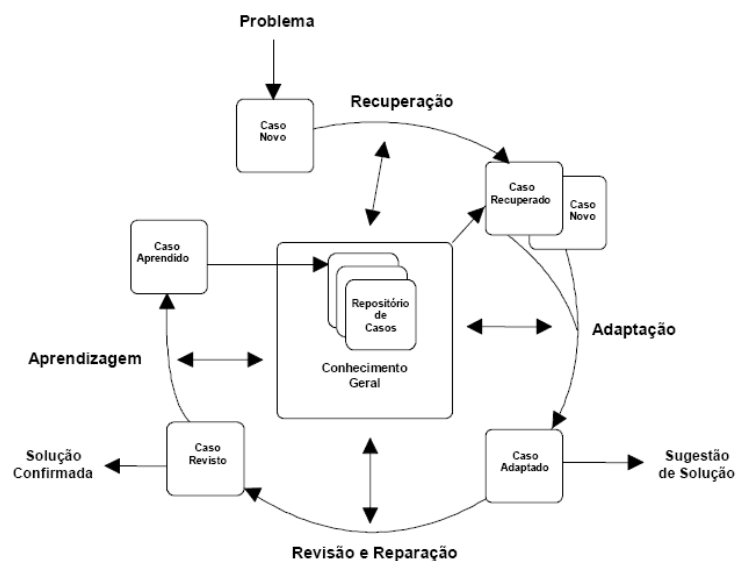 Problema
Recuperação
Caso
Novo
Caso
Recuperado
Caso
Novo
Caso
Aprendido
Repositório
de
Casos
Conhecimento
Geral
Adaptação
Aprendizagem
Solução
Confirmada
Caso
Revisto
Caso
Adaptado
Sugestão
de Solução
Revisão e Reparação